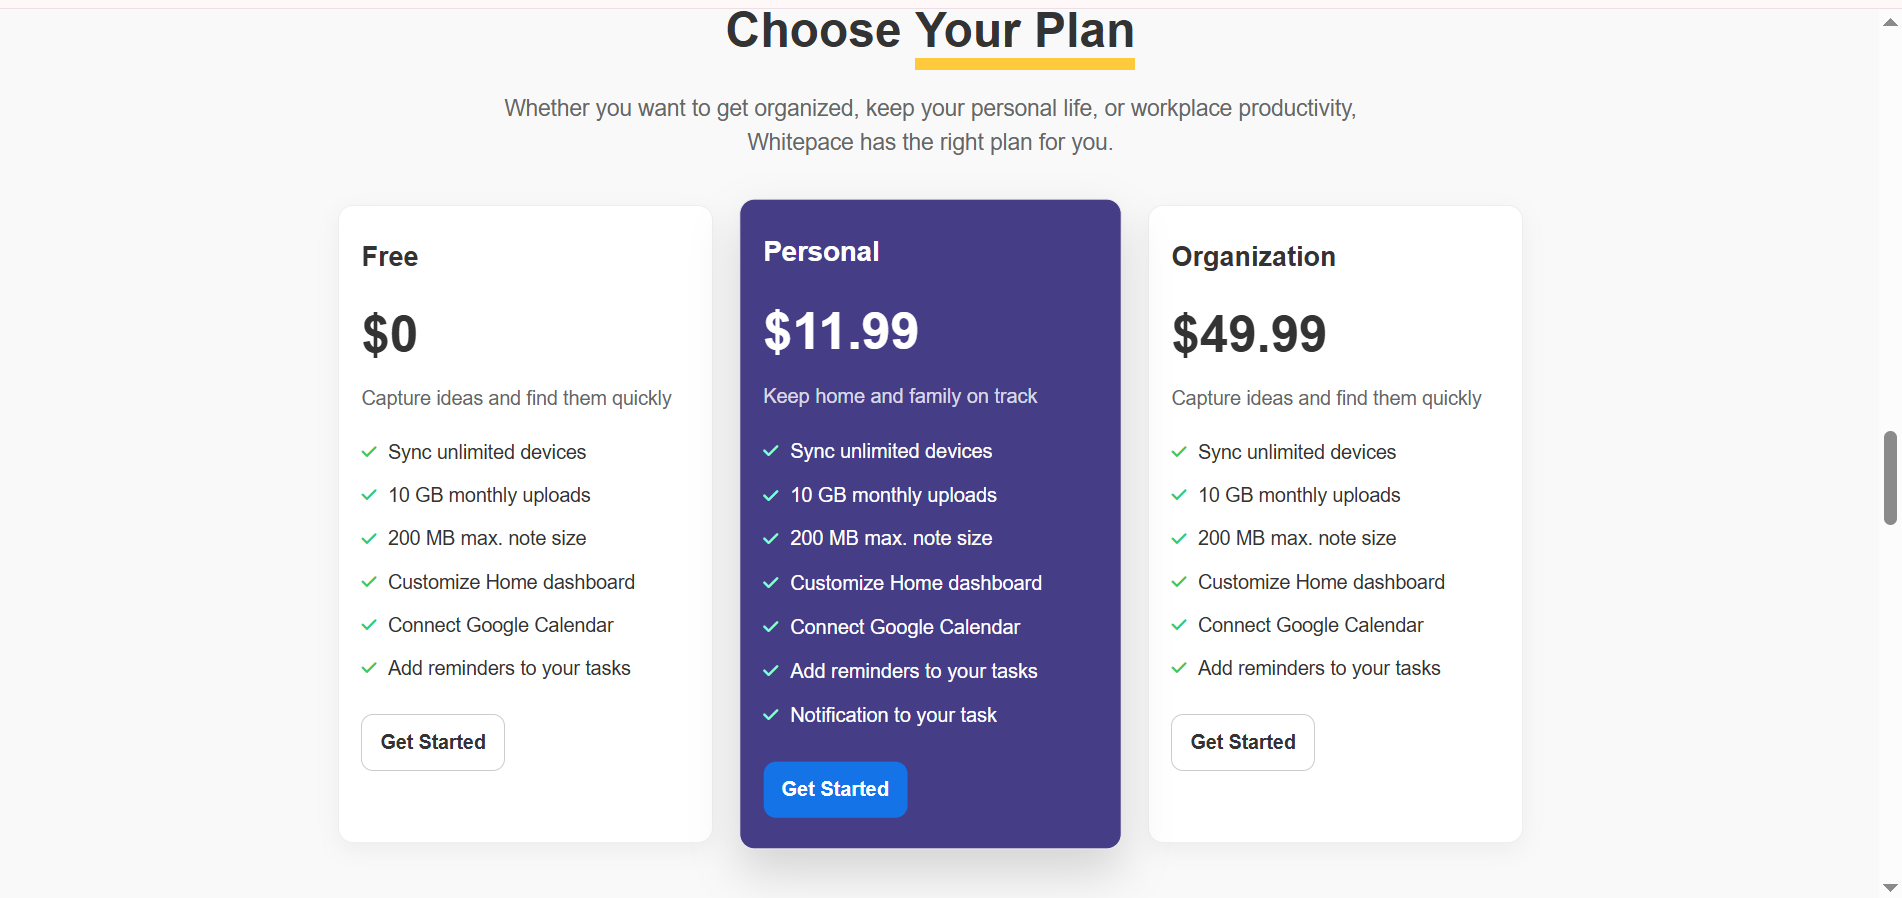 Choose Your Plan
Whether you want to get organized, keep your personal life, or workplace productivity,
Whitepace has the right plan for you.
Free
$0
Capture ideas and find them quickly
Sync unlimited devices
10 GB monthly uploads
200 MB max. note size
Customize Home dashboard
Connect Google Calendar
Add reminders to your tasks
Get Started
Personal
$11.99
Keep home and family on track
Sync unlimited devices
10 GB monthly uploads
200 MB max. note size
Customize Home dashboard
Connect Google Calendar
Add reminders to your tasks
Notification to your task
Get Started
Organization
$49.99
Capture ideas and find them quickly
Sync unlimited devices
10 GB monthly uploads
200 MB max. note size
Customize Home dashboard
Connect Google Calendar
Add reminders to your tasks
Get Started